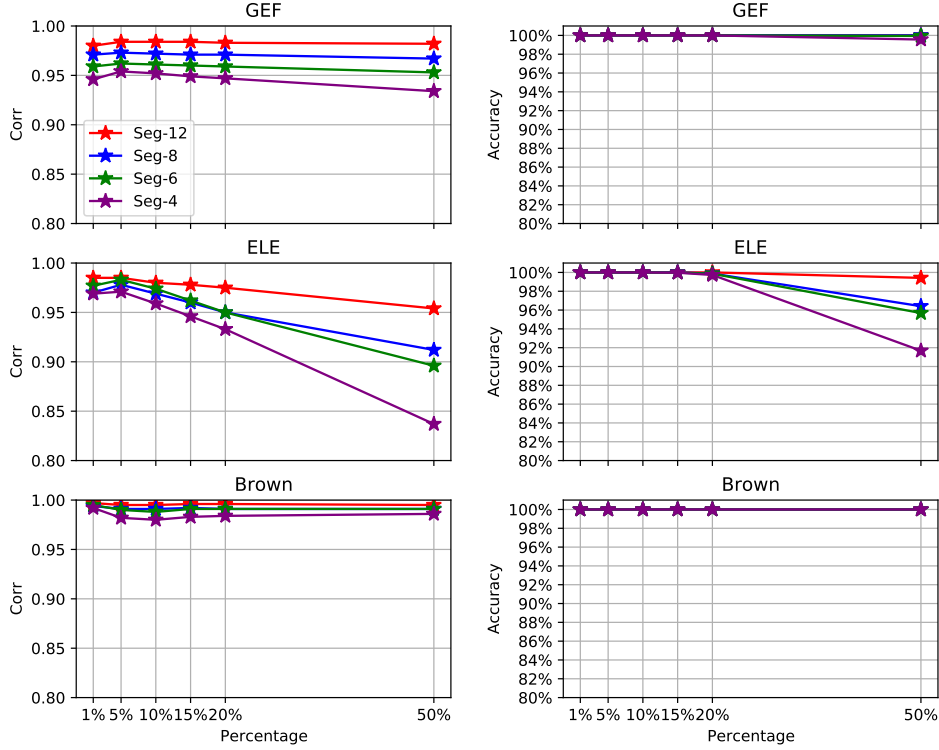 GEF
1.00
0.95
0.90
0.85
0.80
Corr
Seg-12
Seg-8
Seg-6
Seg-4
GEF
100%
98%
96%
94%
92%
90%
88%
86%
84%
82%
80%
Accuracy
ELE
1.00
0.95
0.90
0.85
0.80
Corr
ELE
100%
98%
96%
94%
92%
90%
88%
86%
84%
82%
80%
Accuracy
Brown
1.00
0.95
0.90
0.85
0.80
Corr
1% 5% 10% 15% 20% 50%
Percentage
Brown
100%
98%
96%
94%
92%
90%
88%
86%
84%
82%
80%
Accuracy
1% 5% 10% 15% 20% 50%
Percentage